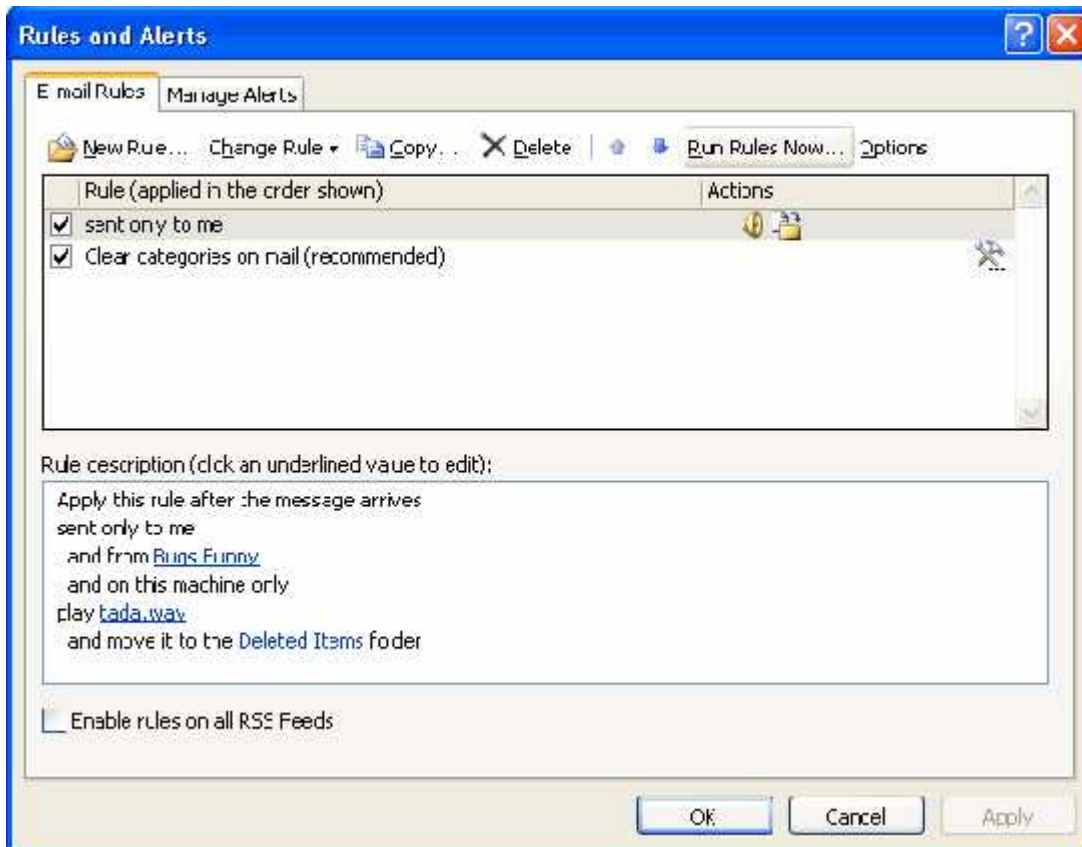 Rules and Alerts
E-mail Rules Manage Alerts
New Rule... Change Rule Copy... Delete Run Rules Now... Options
Rule (applied in the order shown) Actions
sent only to me
Clear categories on mail (recommended)
Rule description (click an underlined value to edit):
Apply this rule after the message arrives
sent only to me
and from Bugs Funny
and on this machine only
play tada.wav
and move it to the Deleted Items folder
Enable rules on all RSS Feeds
OK Cancel Apply